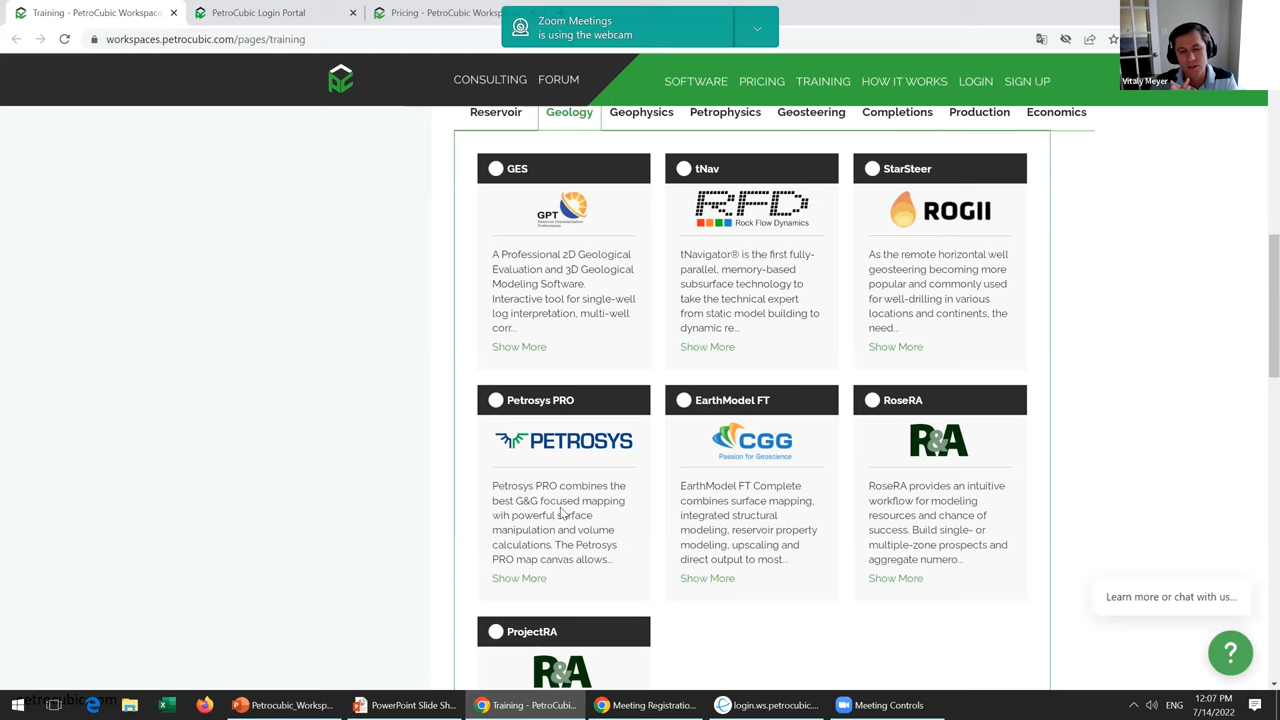 Training - PetroCubic Workspace
PetroCubic Login Portal
Pricing - PetroCubic Workspace
Zoom Meetings
is using the webcam
workspaces.petrocubic.com/pages/training
Vitaly Meyer
CONSULTING FORUM
SOFTWARE PRICING TRAINING HOW IT WORKS LOGIN SIGN UP
Reservoir Geology Geophysics Petrophysics Geosteering Completions Production Economics
GES
GPT
A Professional 2D Geological
Evaluation and 3D Geological
Modeling Software.
Interactive tool for single-well
log interpretation, multi-well
corr...
Show More
tNav
RFD
Rock Flow Dynamics
tNavigator® is the first fully-
parallel, memory-based
subsurface technology to
take the technical expert
from static model building to
dynamic re...
Show More
StarSteer
ROGII
As the remote horizontal well
geosteering becoming more
popular and commonly used
for well-drilling in various
locations and continents, the
need...
Show More
Petrosys PRO
PETROSYS
Petrosys PRO combines the
best G&G focused mapping
wih powerful surface
manipulation and volume
calculations. The Petrosys
PRO map canvas allows...
Show More
EarthModel FT
CGG
Passion for Geoscience
EarthModel FT Complete
combines surface mapping,
integrated structural
modeling, reservoir property
modeling, upscaling and
direct output to most...
Show More
RoseRA
R&A
RoseRA provides an intuitive
workflow for modeling
resources and chance of
success. Build single- or
multiple-zone prospects and
aggregate numero...
Show More
ProjectRA
R&A
Learn more or chat with us...
?
petrocubic.com
Petrocubic_Worksp...
PowerPoint Slide Sh...
Training - PetroCubi...
Meeting Registratio...
login.ws.petrocubic....
Meeting Controls
ENG
12:07 PM
7/14/2022